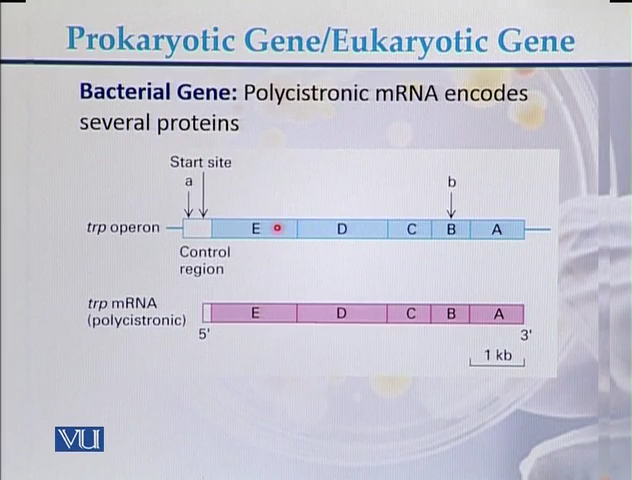 Prokaryotic Gene/Eukaryotic Gene
Bacterial Gene: Polycistronic mRNA encodes
several proteins
Start site
a
b
trp operon
E
D
C
B
A
Control
region
trp mRNA
(polycistronic)
E
D
C
B
A
5'
3'
1 kb
VU